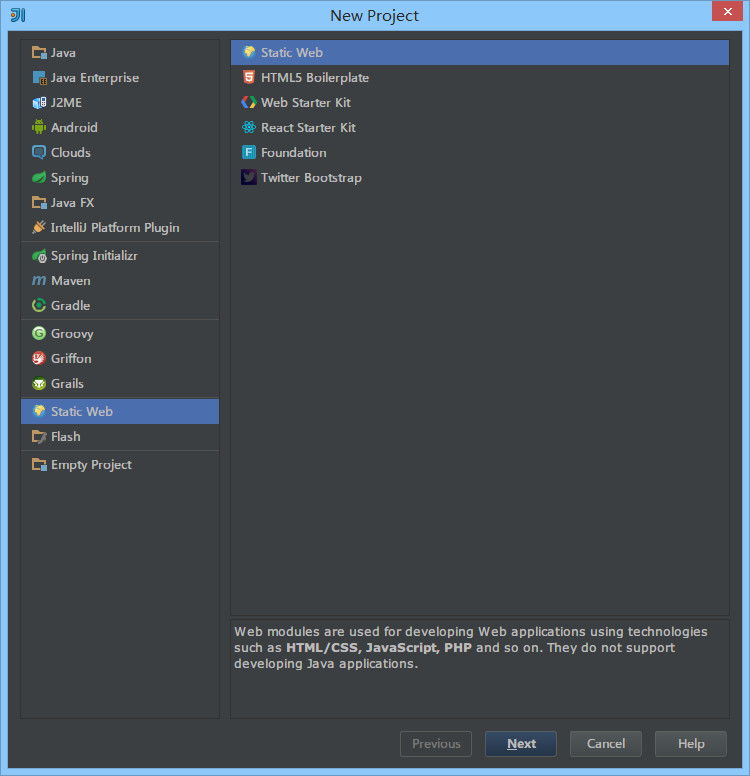 New Project
Java
Java Enterprise
J2ME
Android
Clouds
Spring
Java FX
IntelliJ Platform Plugin
Spring Initializr
Maven
Gradle
Groovy
Griffon
Grails
Static Web
Flash
Empty Project
Static Web
HTML5 Boilerplate
Web Starter Kit
React Starter Kit
Foundation
Twitter Bootstrap
Web modules are used for developing Web applications using technologies
such as HTML/CSS, JavaScript, PHP and so on. They do not support
developing Java applications.
Previous
Next
Cancel
Help